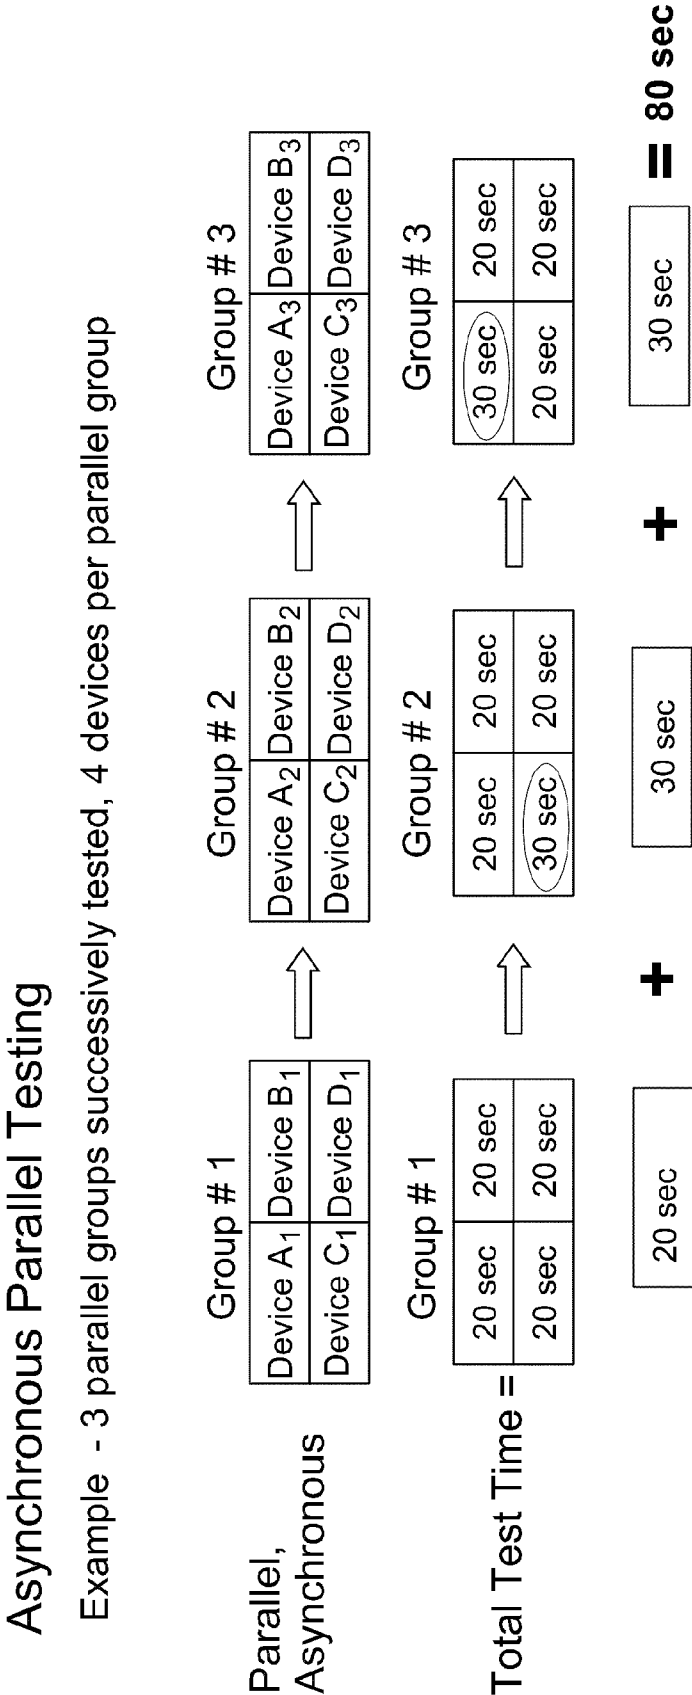 Asynchronous Parallel Testing
Example - 3 parallel groups successively tested, 4 devices per parallel group
Group # 1
Group # 2
Group # 3
Parallel,
Asynchronous
Device A1 Device B1
Device C1 Device D1
Device A2 Device B2
Device C2 Device D2
Device A3 Device B3
Device C3 Device D3
Group # 1
Group # 2
Group # 3
Total Test Time =
20 sec 20 sec
20 sec 20 sec
20 sec 20 sec
30 sec 20 sec
30 sec 20 sec
20 sec 20 sec
20 sec + 30 sec + 30 sec = 80 sec